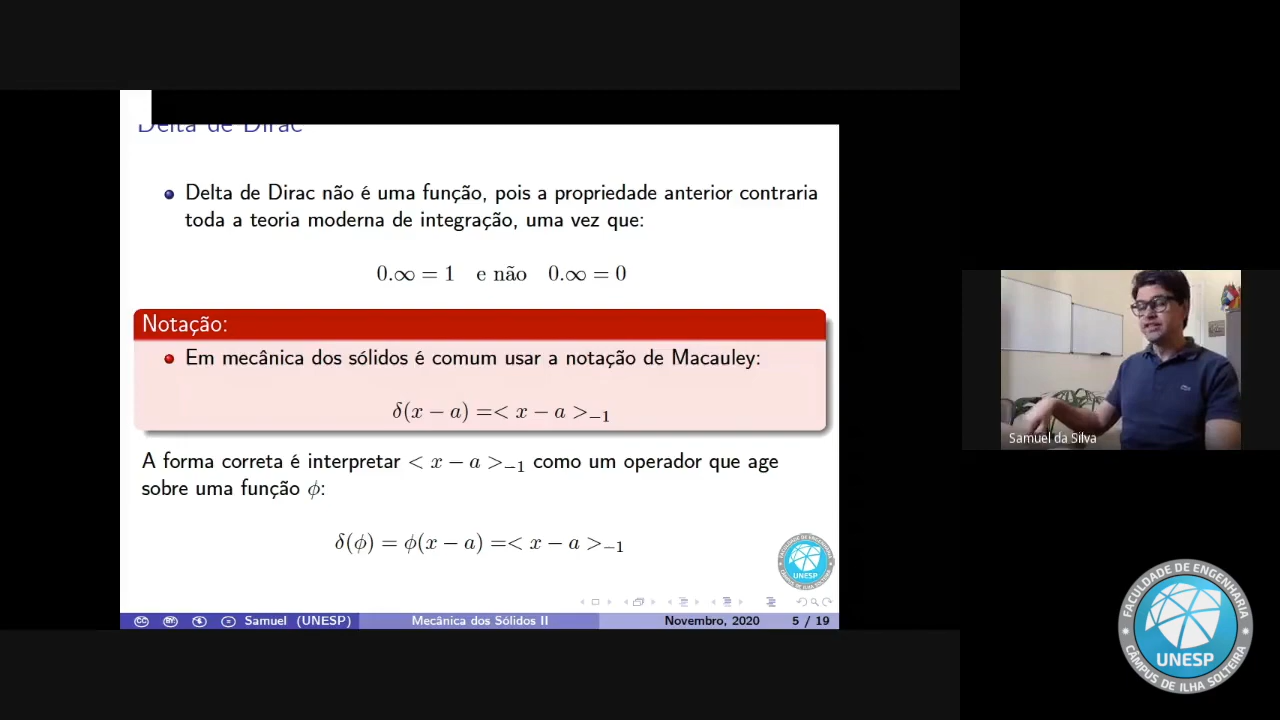 Delta de Dirac
Delta de Dirac não é uma função, pois a propriedade anterior contraria
toda a teoria moderna de integração, uma vez que:
0.∞ = 1 e não 0.∞ = 0
Notação:
Em mecânica dos sólidos é comum usar a notação de Macauley:
δ(x − a) =< x − a >₋₁
A forma correta é interpretar < x − a >₋₁ como um operador que age
sobre uma função ϕ:
δ(ϕ) = ϕ(x − a) =< x − a >₋₁
UNESP
Samuel (UNESP) Mecânica dos Sólidos II Novembro, 2020 5 / 19
Samuel da Silva
FACULDADE DE ENGENHARIA
UNESP
CÂMPUS DE ILHA SOLTEIRA